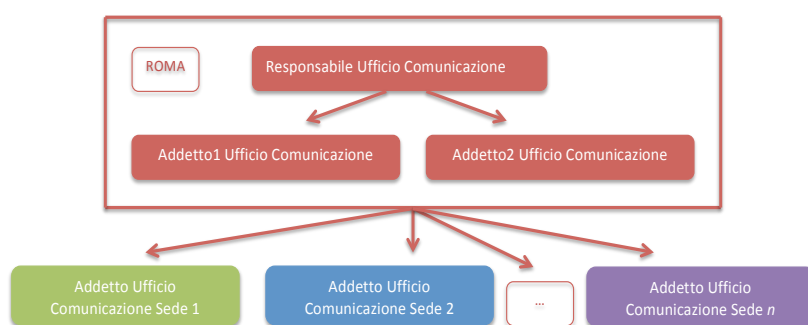 ROMA
Responsabile Ufficio Comunicazione
Addetto1 Ufficio Comunicazione
Addetto2 Ufficio Comunicazione
Addetto Ufficio
Comunicazione Sede 1
Addetto Ufficio
Comunicazione Sede 2
...
Addetto Ufficio
Comunicazione Sede n